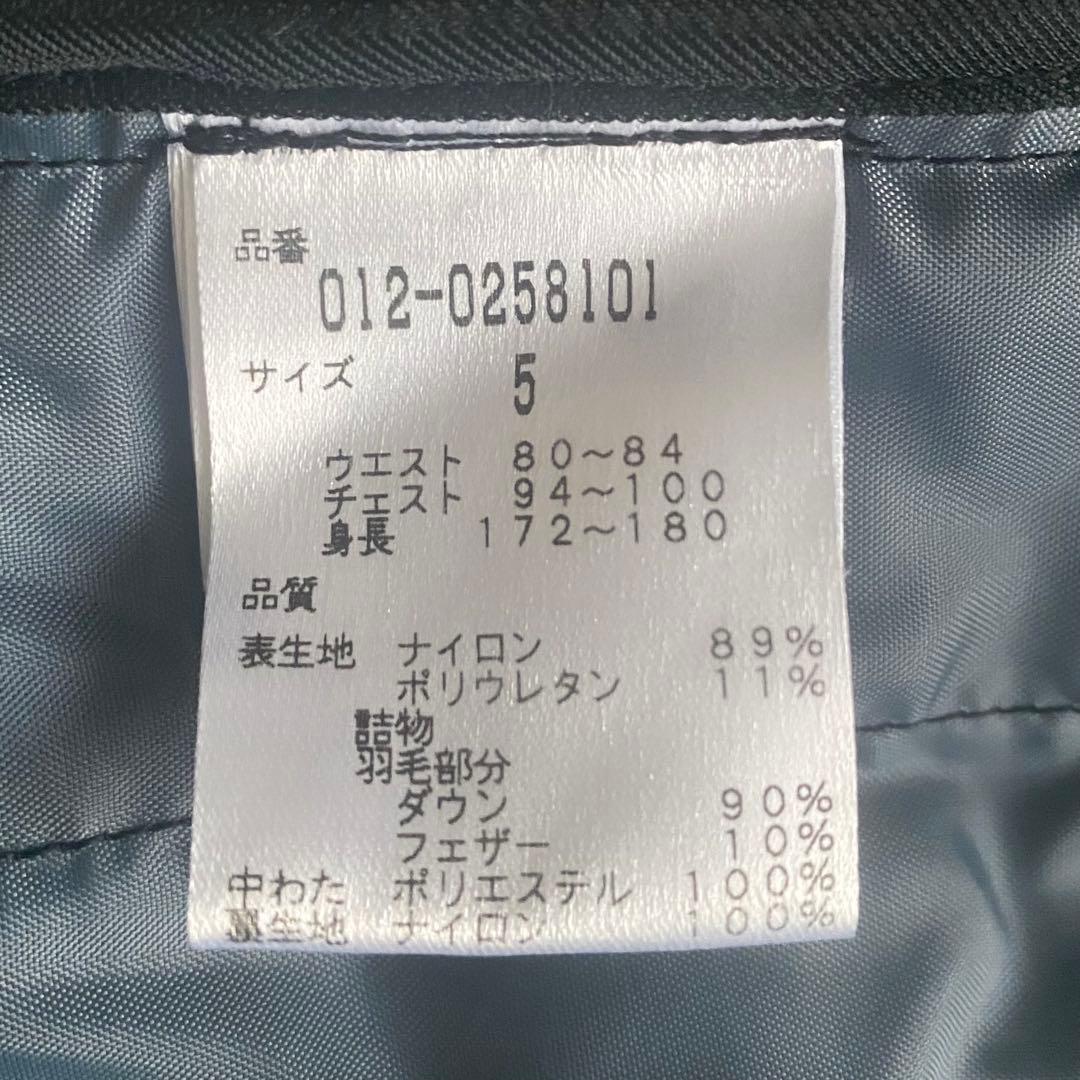 品番
012-0258101
サイズ 5
ウエスト 80～84
チェスト 94～100
身長 172～180
品質
表生地 ナイロン 89%
ポリウレタン 11%
詰物
羽毛部分
ダウン 90%
フェザー 10%
中わた ポリエステル 100%
裏生地 ナイロン 100%